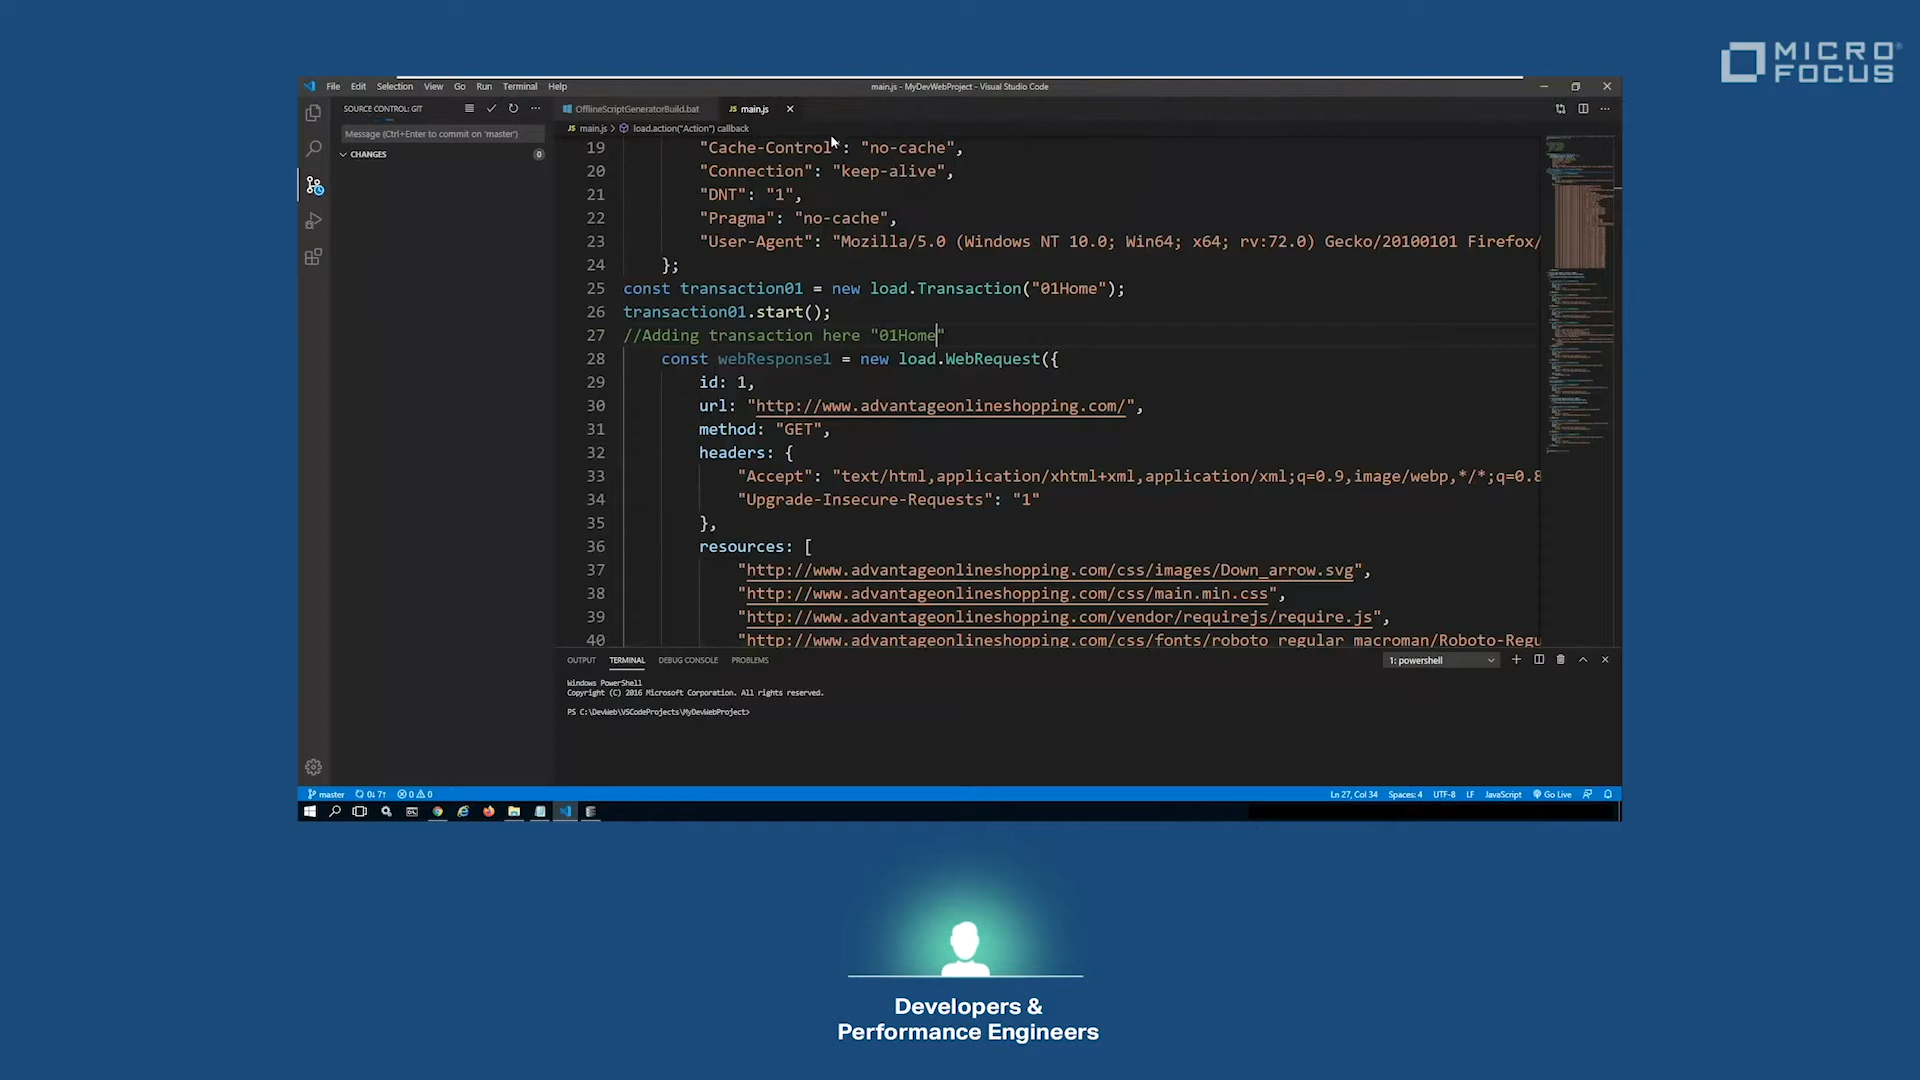 MICRO
FOCUS
File Edit Selection View Go Run Terminal Help
main.js - MyDevWebProject - Visual Studio Code
SOURCE CONTROL: GIT
OfflineScriptGeneratorBuild.bat
JS main.js
JS main.js > load.action("Action") callback
Message (Ctrl+Enter to commit on 'master')
CHANGES 0
19 "Cache-Control": "no-cache",
20 "Connection": "keep-alive",
21 "DNT": "1",
22 "Pragma": "no-cache",
23 "User-Agent": "Mozilla/5.0 (Windows NT 10.0; Win64; x64; rv:72.0) Gecko/20100101 Firefox/
24 };
25 const transaction01 = new load.Transaction("01Home");
26 transaction01.start();
27 //Adding transaction here "01Home"
28 const webResponse1 = new load.WebRequest({
29 id: 1,
30 url: "http://www.advantageonlineshopping.com/",
31 method: "GET",
32 headers: {
33 "Accept": "text/html,application/xhtml+xml,application/xml;q=0.9,image/webp,*/*;q=0.8
34 "Upgrade-Insecure-Requests": "1"
35 },
36 resources: [
37 "http://www.advantageonlineshopping.com/css/images/Down_arrow.svg",
38 "http://www.advantageonlineshopping.com/css/main.min.css",
39 "http://www.advantageonlineshopping.com/vendor/requirejs/require.js",
40 "http://www.advantageonlineshopping.com/css/fonts/roboto_regular_macroman/Roboto-Regu
OUTPUT TERMINAL DEBUG CONSOLE PROBLEMS
1: powershell
Windows PowerShell
Copyright (C) 2016 Microsoft Corporation. All rights reserved.
PS C:\DevWeb\VSCodeProjects\MyDevWebProject>
master 0↓ 7↑ 0 0
Ln 27, Col 34 Spaces: 4 UTF-8 LF JavaScript Go Live
Developers &
Performance Engineers